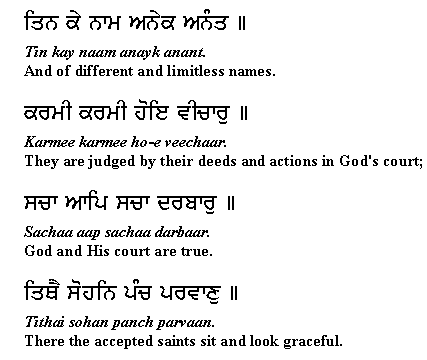 ਤਿਨ ਕੇ ਨਾਮ ਅਨੇਕ ਅਨੰਤ ॥
Tin kay naam anayk anant.
And of different and limitless names.
ਕਰਮੀ ਕਰਮੀ ਹੋਇ ਵੀਚਾਰੁ ॥
Karmee karmee ho-e veechaar.
They are judged by their deeds and actions in God's court;
ਸਚਾ ਆਪਿ ਸਚਾ ਦਰਬਾਰੁ ॥
Sachaa aap sachaa darbaar.
God and His court are true.
ਤਿਥੈ ਸੋਹਨਿ ਪੰਚ ਪਰਵਾਣੁ ॥
Tithai sohan panch parvaan.
There the accepted saints sit and look graceful.